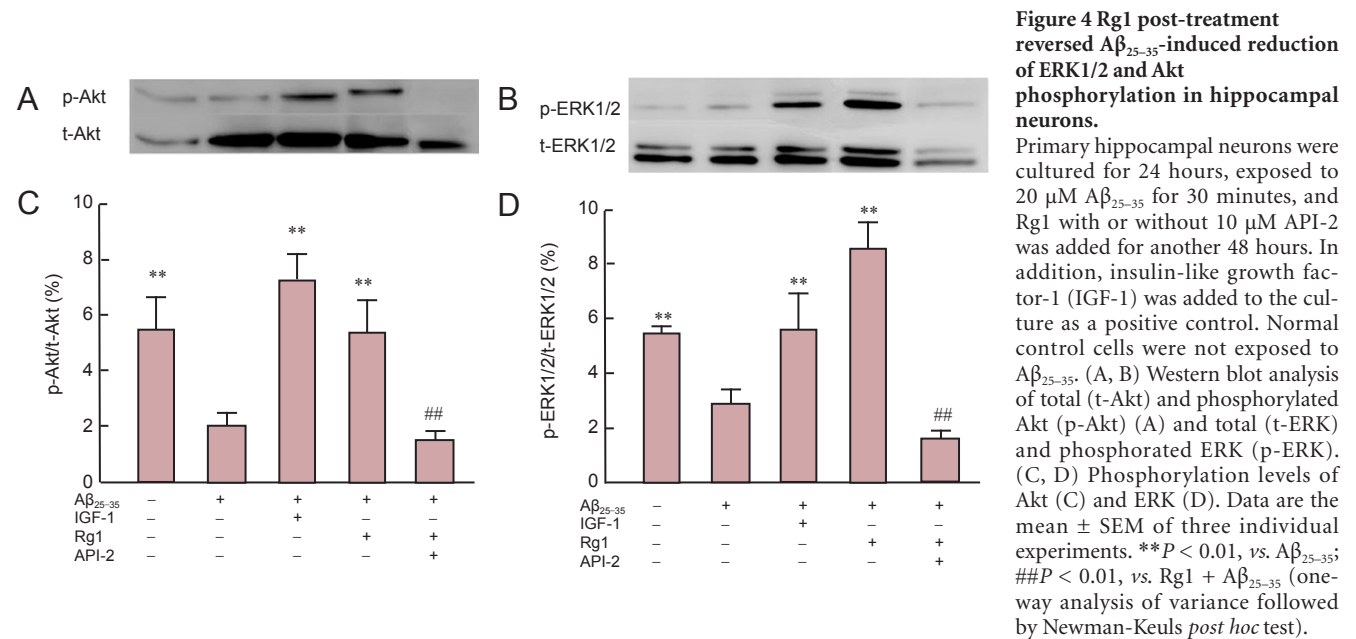 A
p-Akt
t-Akt
B
p-ERK1/2
t-ERK1/2
C
p-Akt/t-Akt (%)
10
8
6
4
2
0
**
**
**
##
Aβ25–35 – + + + +
IGF-1 – – + – –
Rg1 – – – + +
API-2 – – – – +
D
p-ERK1/2/t-ERK1/2 (%)
10
8
6
4
2
0
**
**
**
##
Aβ25–35 – + + + +
IGF-1 – – + – –
Rg1 – – – + +
API-2 – – – – +
Figure 4 Rg1 post-treatment
reversed Aβ25–35-induced reduction
of ERK1/2 and Akt
phosphorylation in hippocampal
neurons.
Primary hippocampal neurons were
cultured for 24 hours, exposed to
20 μM Aβ25–35 for 30 minutes, and
Rg1 with or without 10 μM API-2
was added for another 48 hours. In
addition, insulin-like growth fac-
tor-1 (IGF-1) was added to the cul-
ture as a positive control. Normal
control cells were not exposed to
Aβ25–35. (A, B) Western blot analysis
of total (t-Akt) and phosphorylated
Akt (p-Akt) (A) and total (t-ERK)
and phosphorated ERK (p-ERK).
(C, D) Phosphorylation levels of
Akt (C) and ERK (D). Data are the
mean ± SEM of three individual
experiments. **P < 0.01, vs. Aβ25–35;
##P < 0.01, vs. Rg1 + Aβ25–35 (one-
way analysis of variance followed
by Newman-Keuls post hoc test).